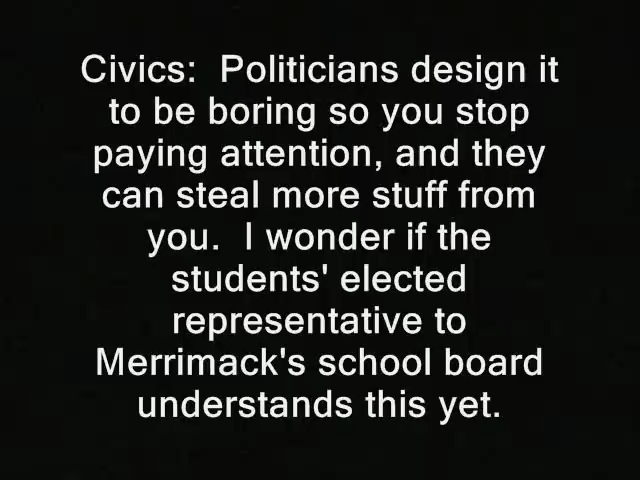 Civics:  Politicians design it
to be boring so you stop
paying attention, and they
can steal more stuff from
you.  I wonder if the
students' elected
representative to
Merrimack's school board
understands this yet.